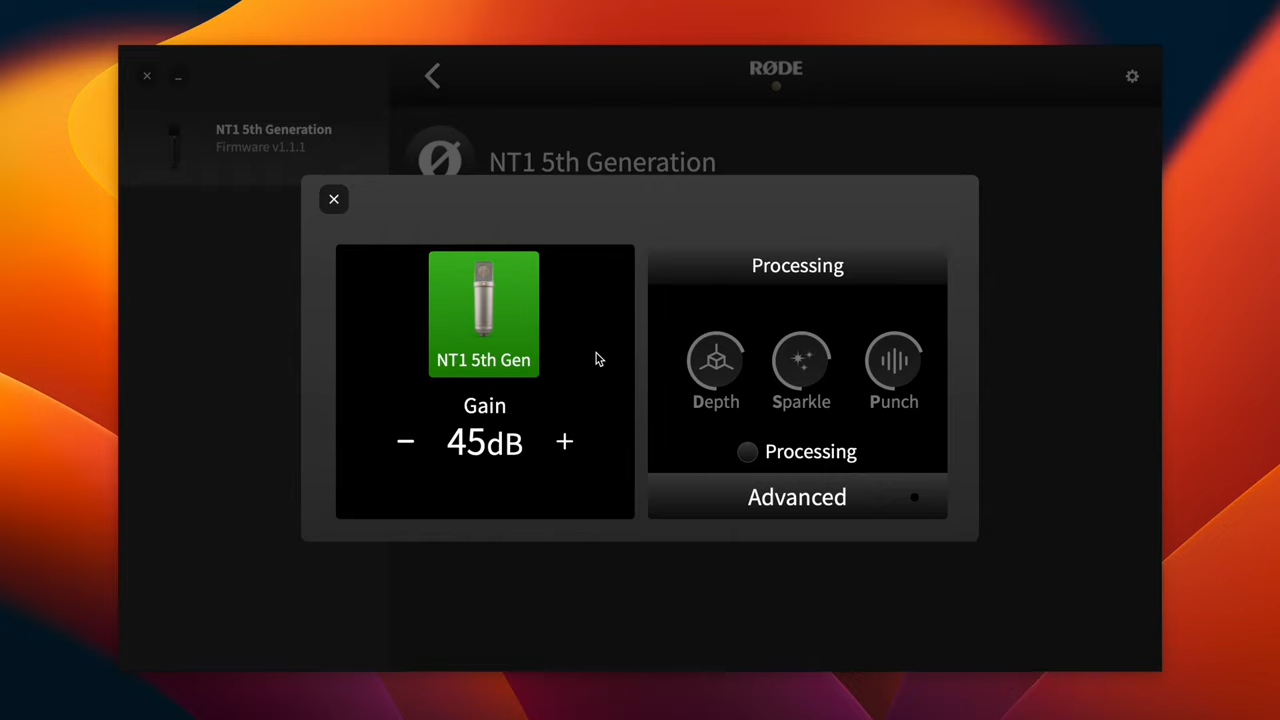 RØDE
NT1 5th Generation
Firmware v1.1.1
NT1 5th Generation
NT1 5th Gen
Gain
− 45dB +
Processing
Depth Sparkle Punch
Processing
Advanced